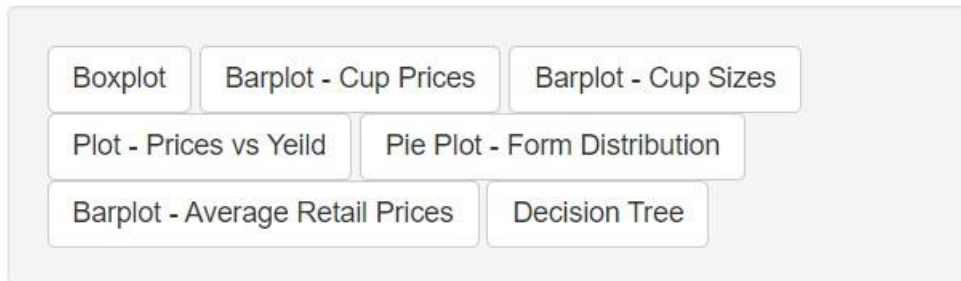 Boxplot Barplot - Cup Prices Barplot - Cup Sizes
Plot - Prices vs Yeild Pie Plot - Form Distribution
Barplot - Average Retail Prices Decision Tree